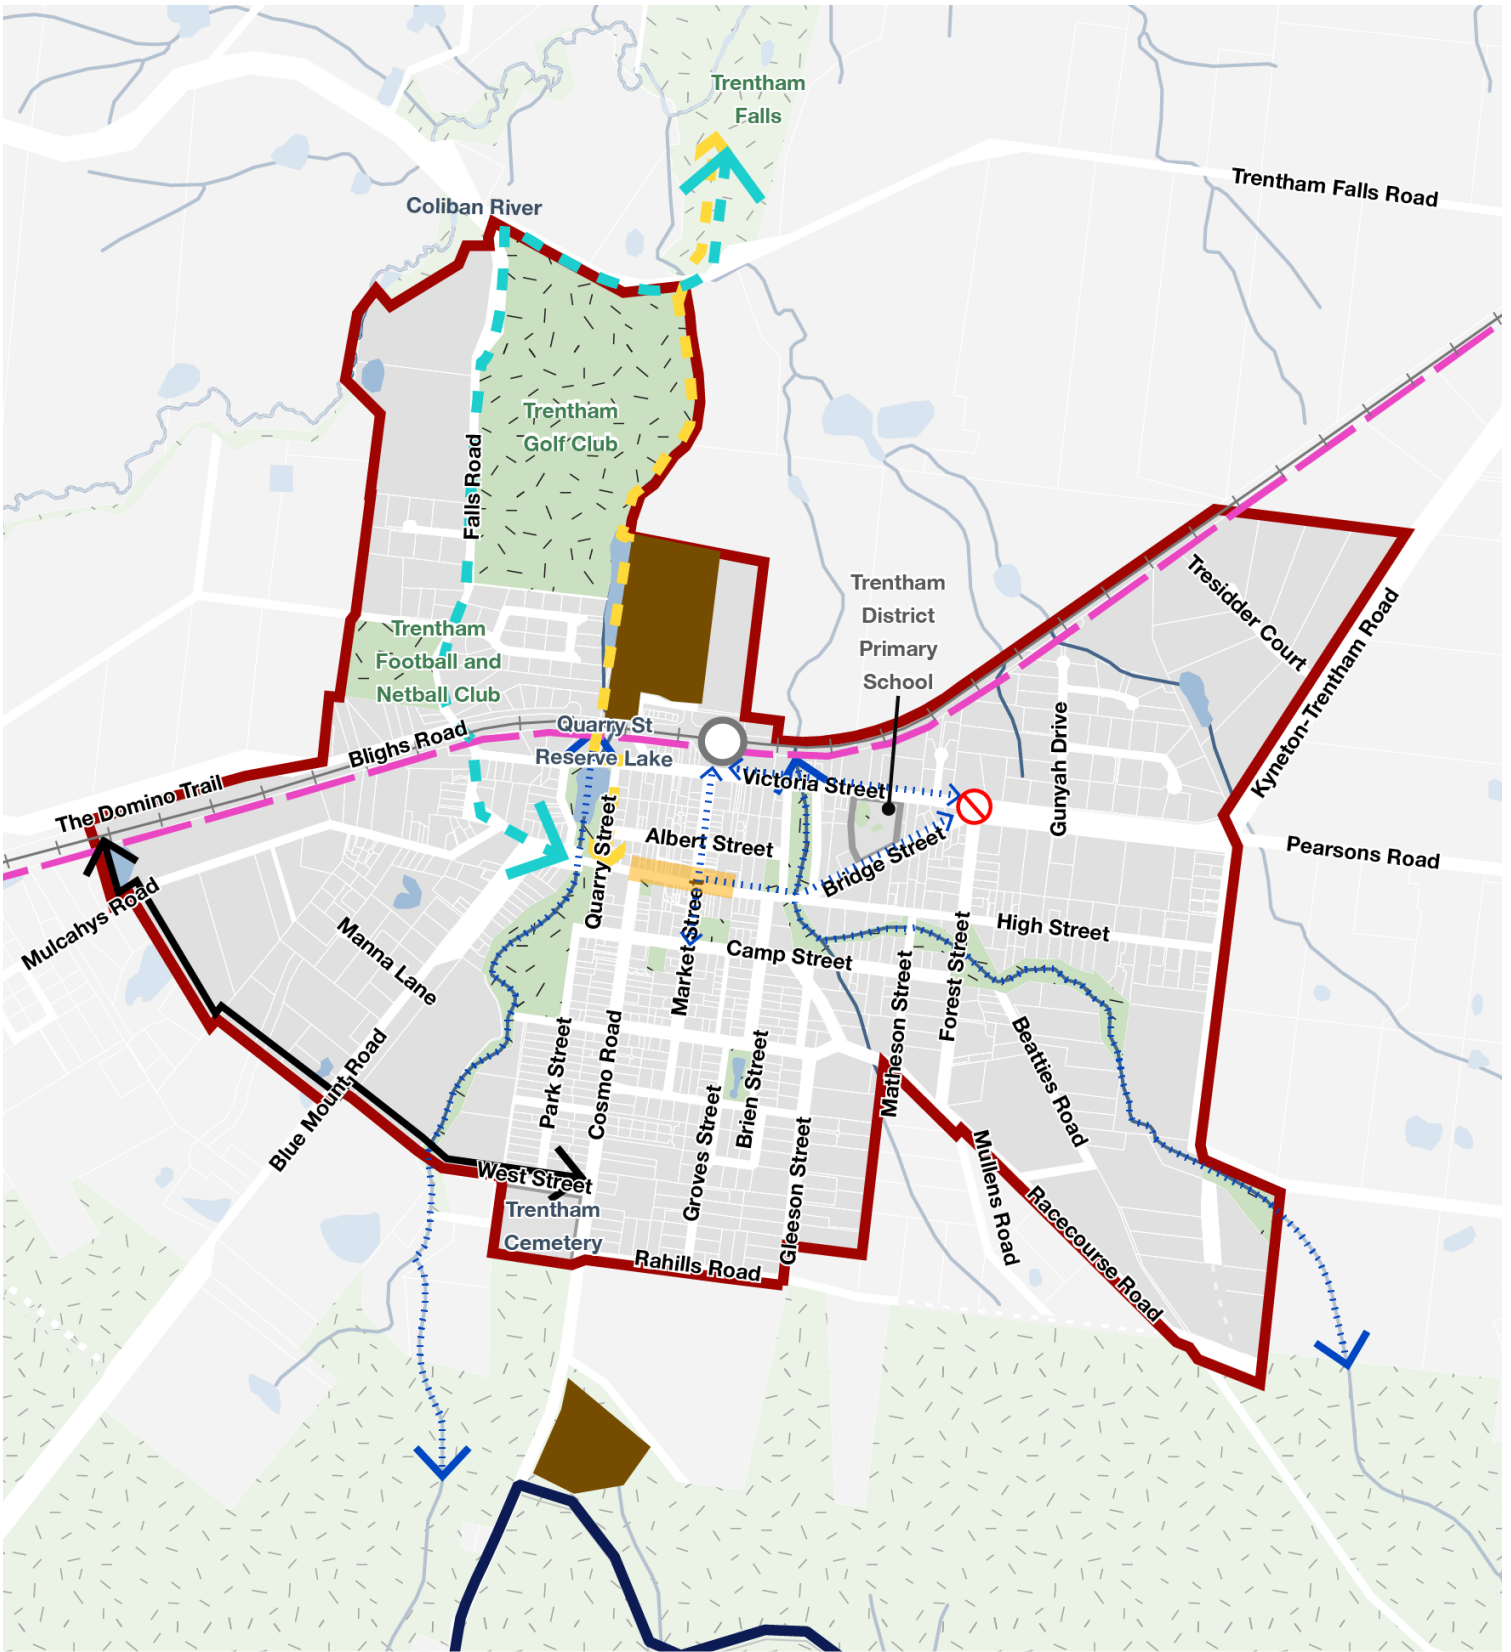 Trentham
Falls
Trentham Falls Road
Coliban River
Trentham
Golf Club
Falls Road
Trentham
District
Primary
School
Tresidder Court
Kyneton-Trentham Road
Trentham
Football and
Netball Club
Quarry St
Reserve Lake
Blighs Road
The Domino Trail
Victoria Street
Gunyah Drive
Albert Street
Bridge Street
Pearsons Road
Quarry Street
Mulcahys Road
Manna Lane
Market Street
High Street
Camp Street
Matheson Street
Forest Street
Park Street
Cosmo Road
Beatties Road
Blue Mount Road
Brien Street
Groves Street
Gleeson Street
West Street
Trentham
Cemetery
Mullens Road
Racecourse Road
Rahills Road